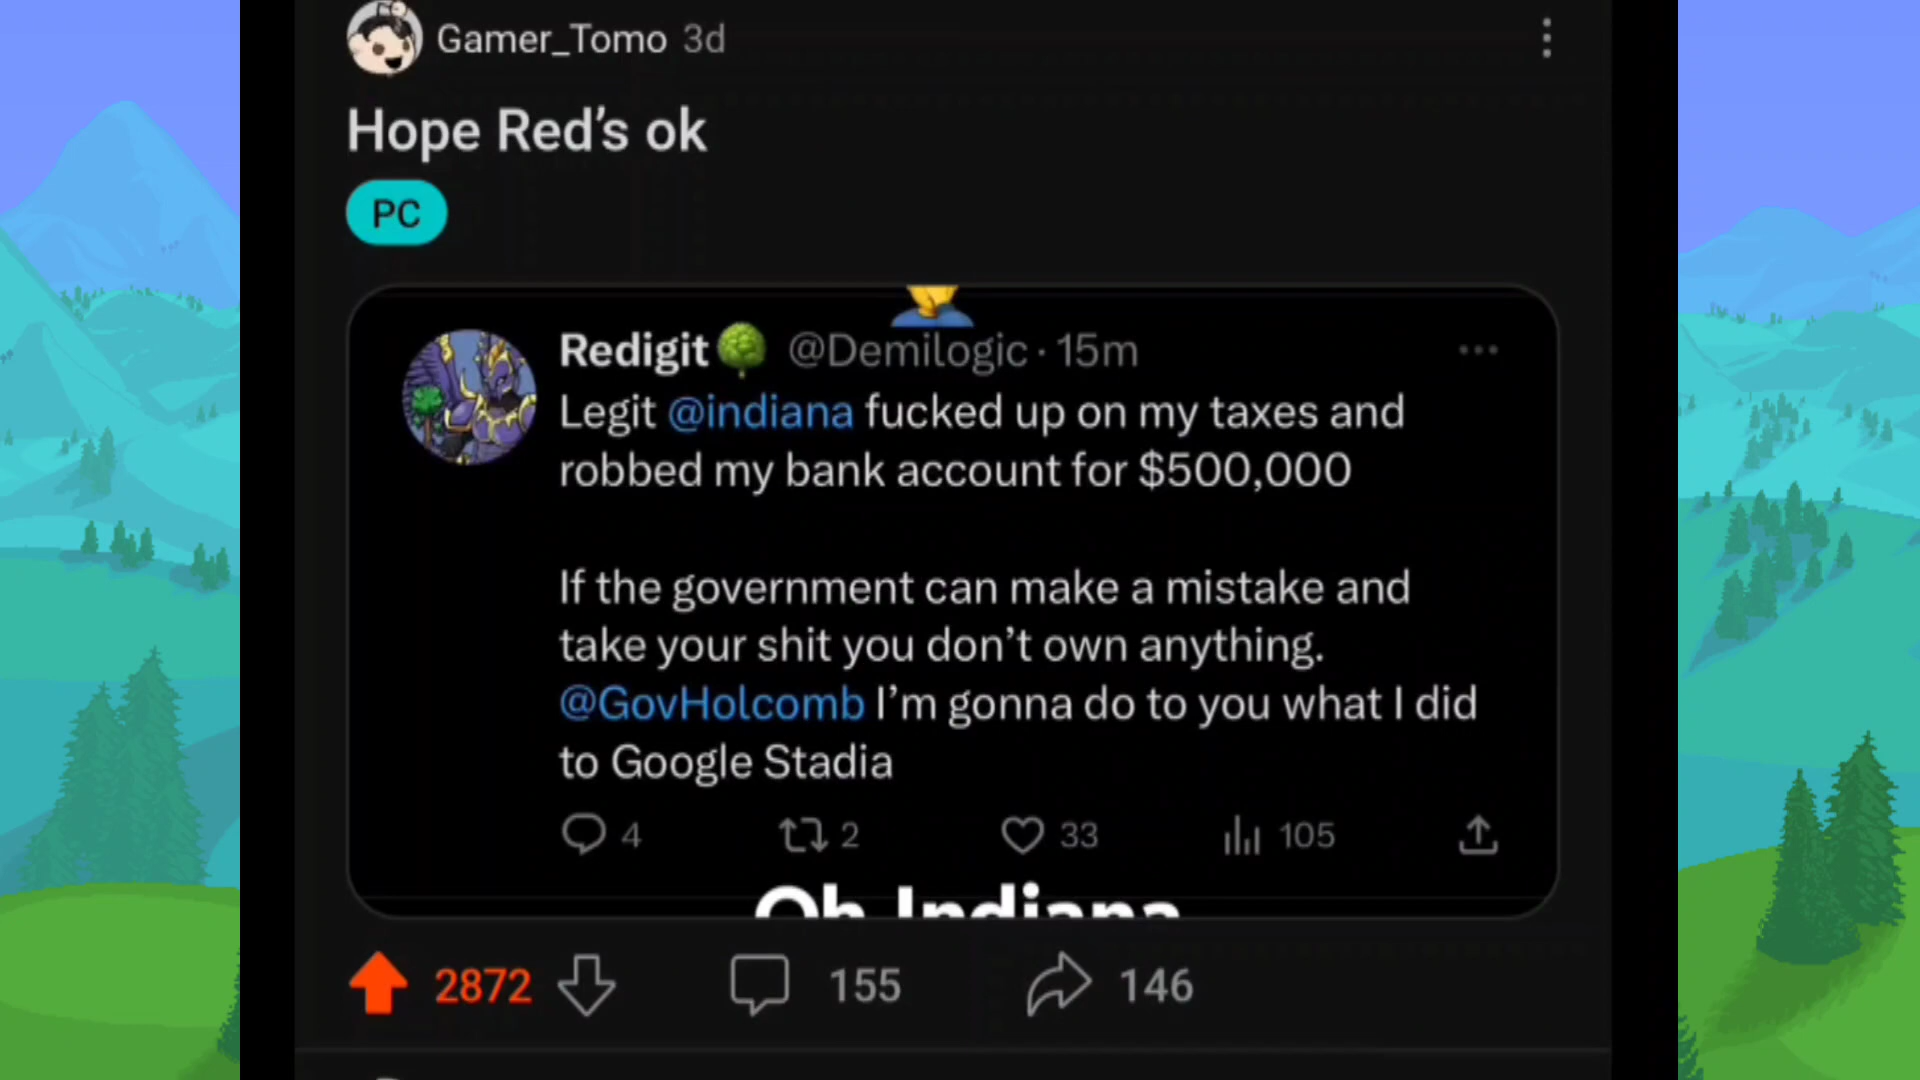 Gamer_Tomo 3d
Hope Red's ok
PC
Redigit @Demilogic · 15m
Legit @indiana fucked up on my taxes and
robbed my bank account for $500,000
If the government can make a mistake and
take your shit you don't own anything.
@GovHolcomb I'm gonna do to you what I did
to Google Stadia
4 2 33 105
Oh Indiana
2872 155 146